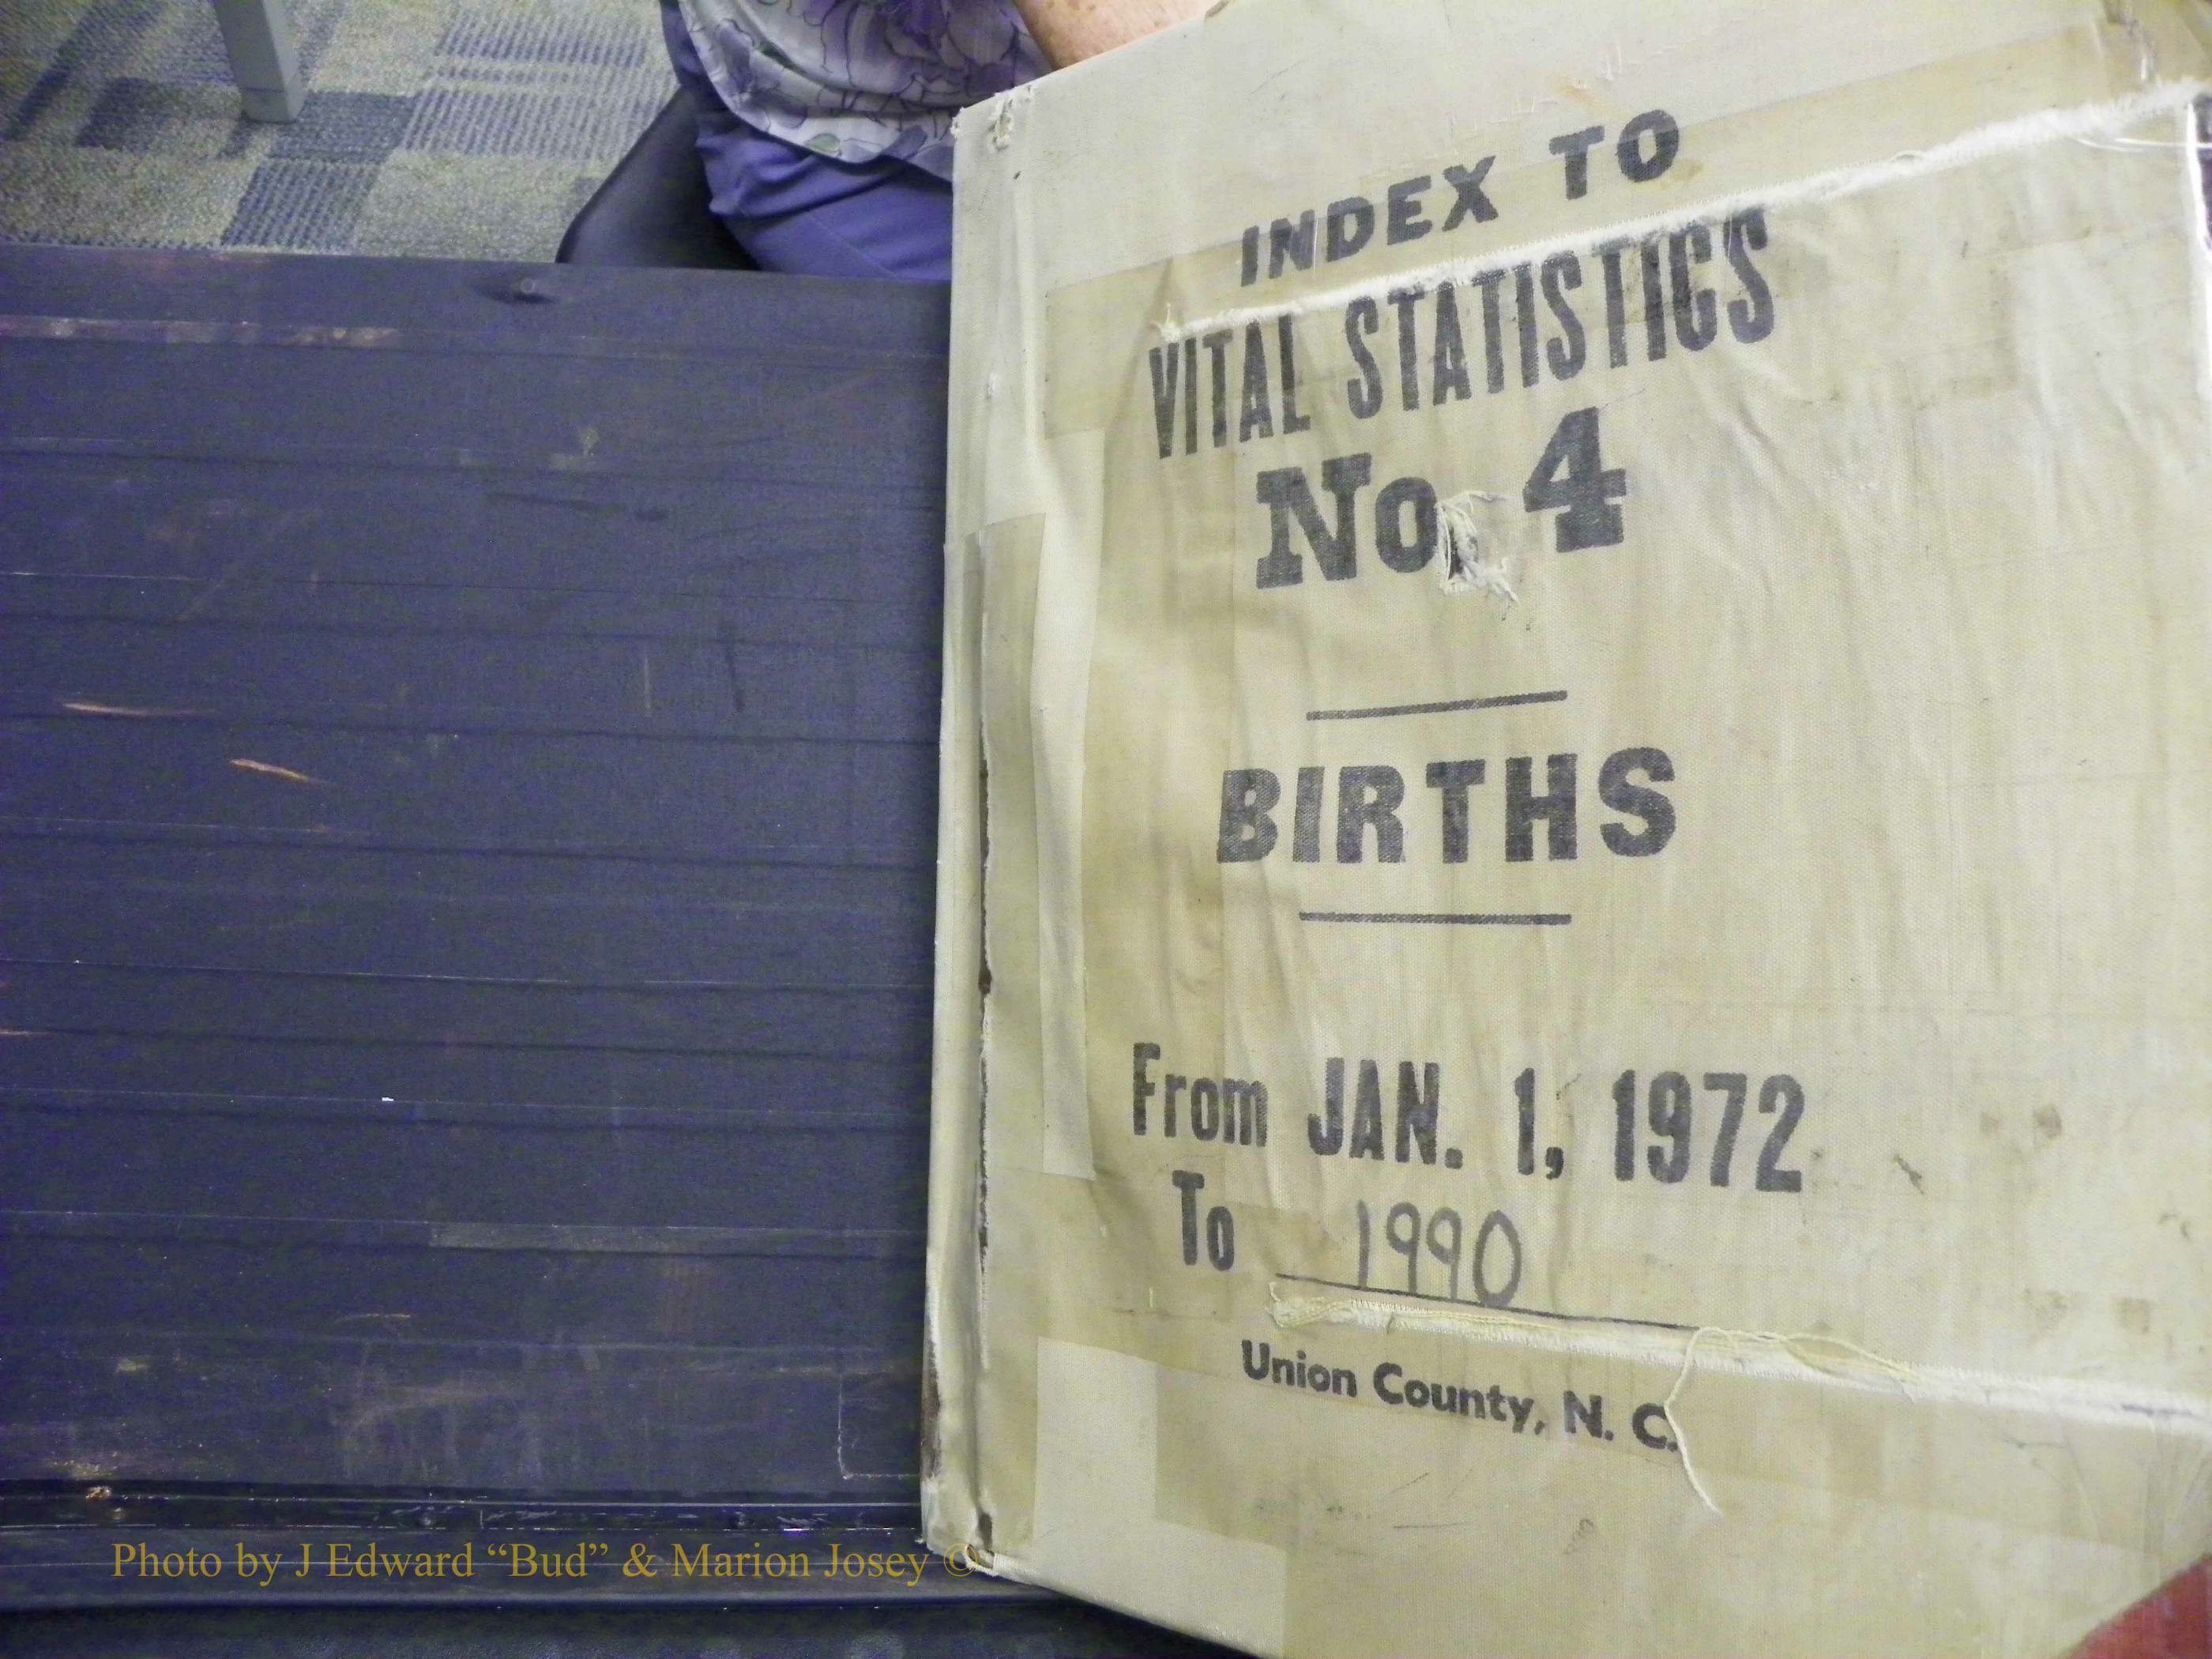 INDEX TO
VITAL STATISTICS
No. 4
BIRTHS
From JAN. 1, 1972
To 1990
Union County, N. C.
Photo by J Edward “Bud” & Marion Josey ©